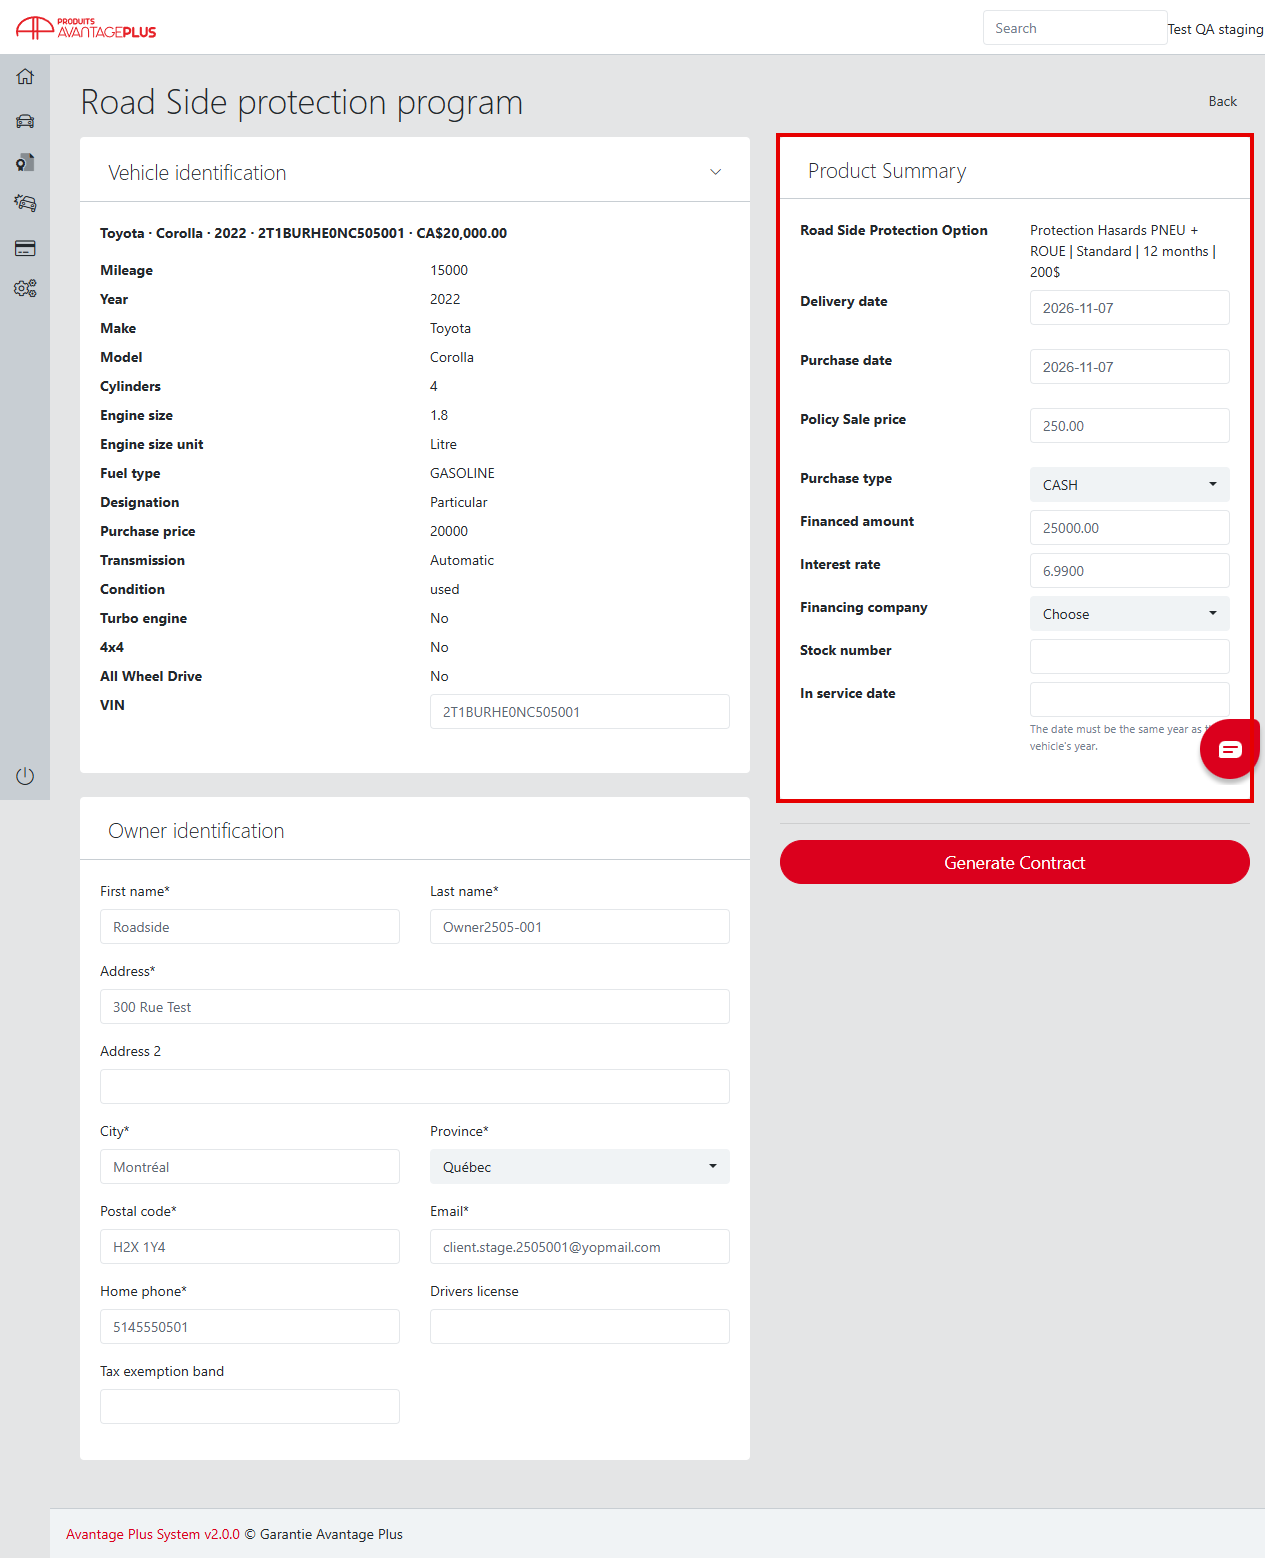 PRODUITS
AVANTAGEPLUS
Search
Test QA staging
Road Side protection program
Back
Vehicle identification
Toyota · Corolla · 2022 · 2T1BURHE0NC505001 · CA$20,000.00
Mileage 15000
Year 2022
Make Toyota
Model Corolla
Cylinders 4
Engine size 1.8
Engine size unit Litre
Fuel type GASOLINE
Designation Particular
Purchase price 20000
Transmission Automatic
Condition used
Turbo engine No
4x4 No
All Wheel Drive No
VIN 2T1BURHE0NC505001
Owner identification
First name* Last name*
Roadside Owner2505-001
Address*
300 Rue Test
Address 2
City* Province*
Montréal Québec
Postal code* Email*
H2X 1Y4 client.stage.2505001@yopmail.com
Home phone* Drivers license
5145550501
Tax exemption band
Product Summary
Road Side Protection Option Protection Hasards PNEU +
ROUE | Standard | 12 months |
200$
Delivery date 2026-11-07
Purchase date 2026-11-07
Policy Sale price 250.00
Purchase type CASH
Financed amount 25000.00
Interest rate 6.9900
Financing company Choose
Stock number
In service date
The date must be the same year as
vehicle's year.
Generate Contract
Avantage Plus System v2.0.0 © Garantie Avantage Plus